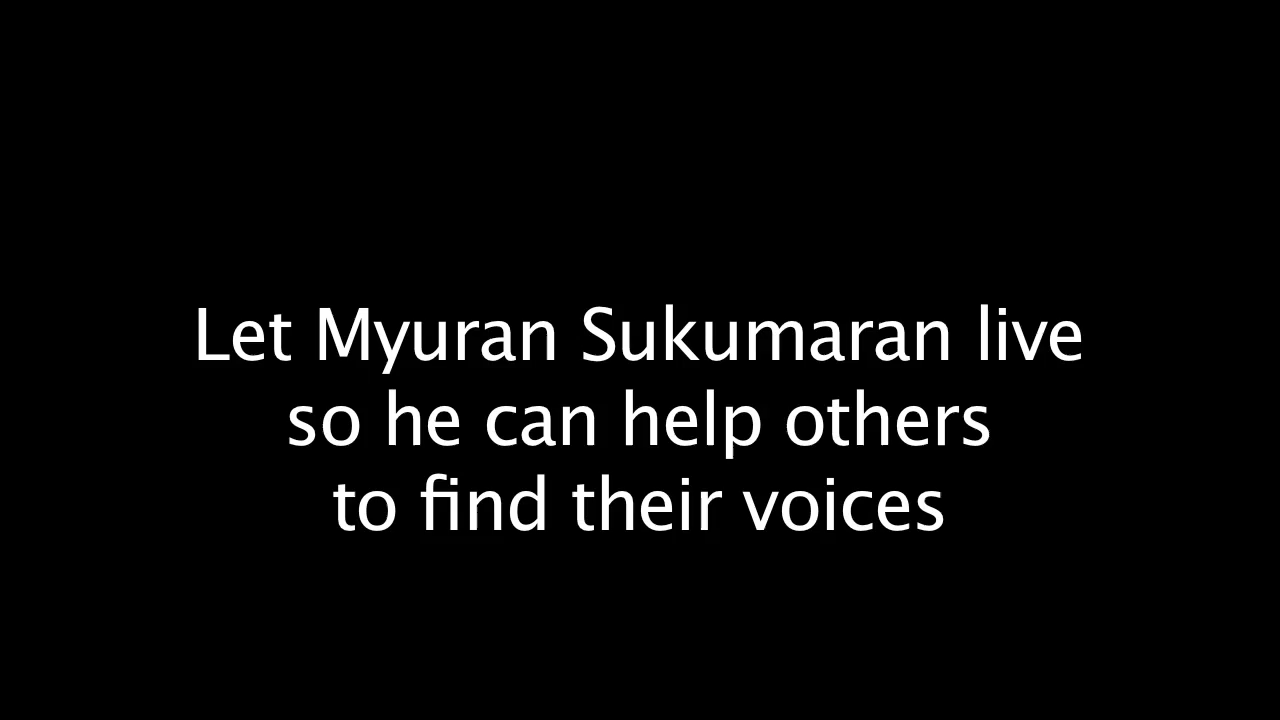 Let Myuran Sukumaran live
so he can help others
to find their voices